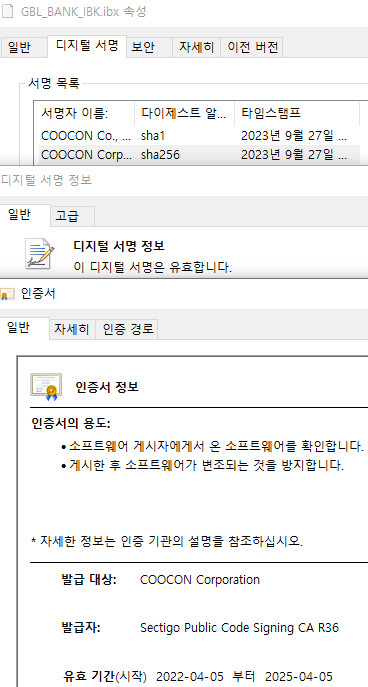 GBL_BANK_IBK.ibx 속성
일반 디지털 서명 보안 자세히 이전 버전
서명 목록
서명자 이름: 다이제스트 알... 타임스탬프
COOCON Co., ... sha1 2023년 9월 27일 ...
COOCON Corp... sha256 2023년 9월 27일 ...
디지털 서명 정보
일반 고급
디지털 서명 정보
이 디지털 서명은 유효합니다.
인증서
일반 자세히 인증 경로
인증서 정보
인증서의 용도:
• 소프트웨어 게시자에게서 온 소프트웨어를 확인합니다.
• 게시한 후 소프트웨어가 변조되는 것을 방지합니다.
* 자세한 정보는 인증 기관의 설명을 참조하십시오.
발급 대상: COOCON Corporation
발급자: Sectigo Public Code Signing CA R36
유효 기간(시작) 2022-04-05 부터 2025-04-05